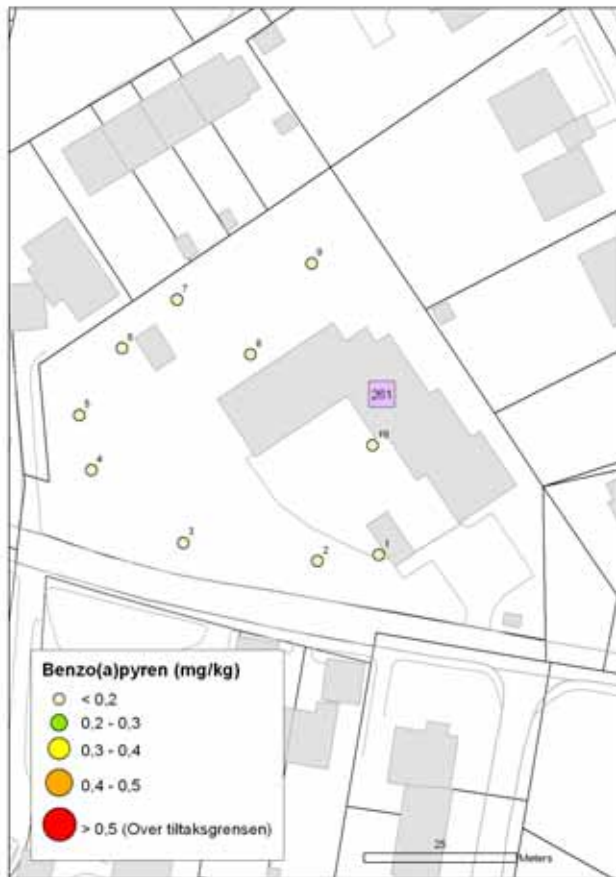 9
7
6
8
261
5
4
3
2
1
Benzo(a)pyren (mg/kg)
< 0,2
0,2 - 0,3
0,3 - 0,4
0,4 - 0,5
> 0,5 (Over tiltaksgrensen)
25
Meters